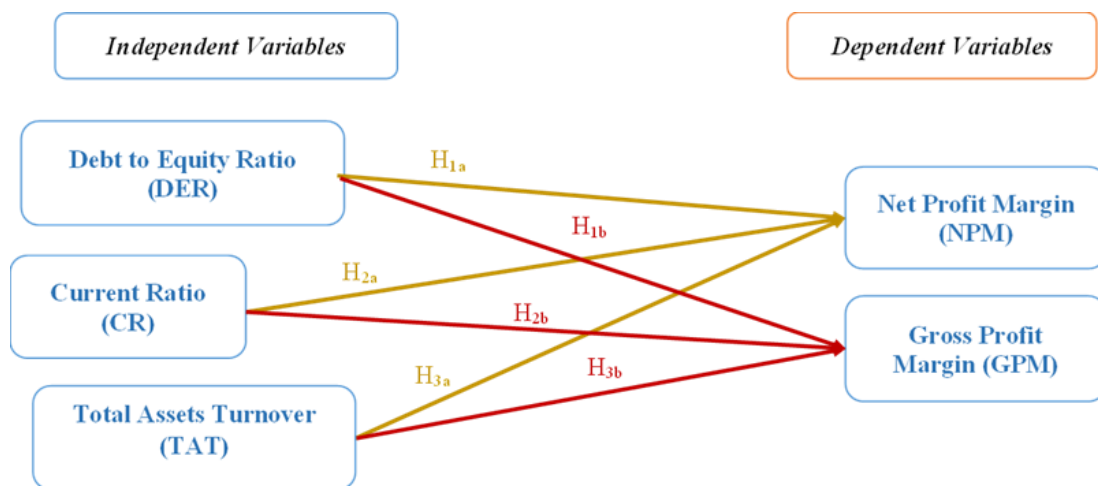 Independent Variables
Dependent Variables
Debt to Equity Ratio
(DER)
H1a
Net Profit Margin
(NPM)
H1b
H2a
Current Ratio
(CR)
H2b
Gross Profit
Margin (GPM)
H3a
H3b
Total Assets Turnover
(TAT)